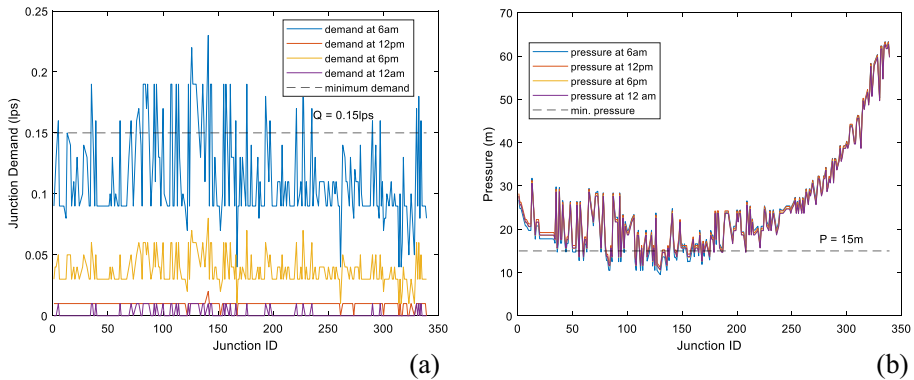 0.25
0.2
0.15
0.1
0.05
0
Junction Demand (lps)
demand at 6am
demand at 12pm
demand at 6pm
demand at 12am
minimum demand
Q = 0.15lps
0 50 100 150 200 250 300 350
Junction ID
(a)
70
60
50
40
30
20
10
0
Pressure (m)
pressure at 6am
pressure at 12pm
pressure at 6pm
pressure at 12 am
min. pressure
P = 15m
0 50 100 150 200 250 300 350
Junction ID
(b)